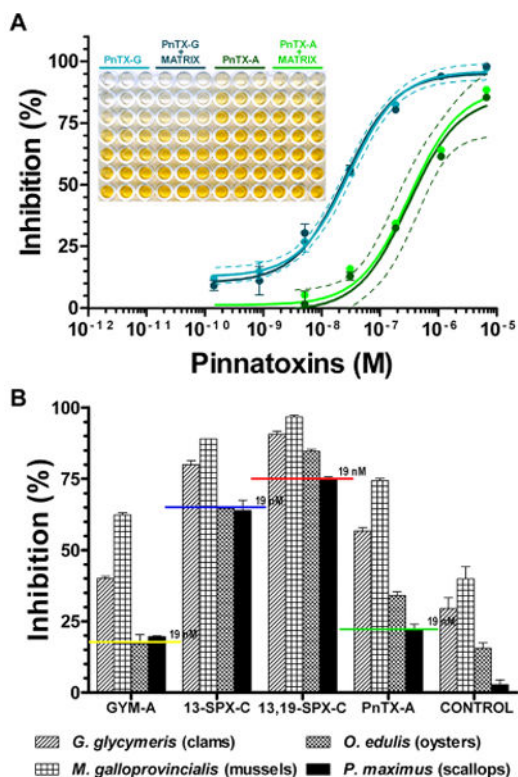 A
PnTX-G PnTX-G + MATRIX PnTX-A PnTX-A + MATRIX
Inhibition (%)
100
75
50
25
0
10-12 10-11 10-10 10-9 10-8 10-7 10-6 10-5
Pinnatoxins (M)
B
Inhibition (%)
100
75
50
25
0
19 nM
19 nM
19 nM
19 nM
GYM-A 13-SPX-C 13,19-SPX-C PnTX-A CONTROL
G. glycymeris (clams) O. edulis (oysters)
M. galloprovincialis (mussels) P. maximus (scallops)